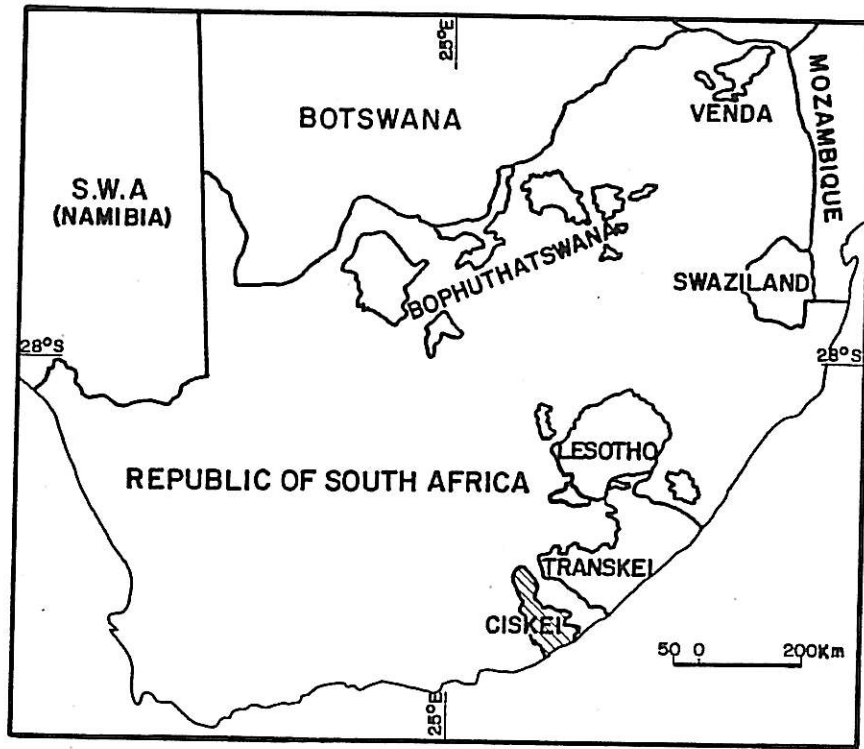 25°E
BOTSWANA
VENDA
MOZAMBIQUE
S.W.A
(NAMIBIA)
BOPHUTHATSWANA
SWAZILAND
28°S
28°S
LESOTHO
REPUBLIC OF SOUTH AFRICA
TRANSKEI
CISKEI
50 0 200Km
25°E